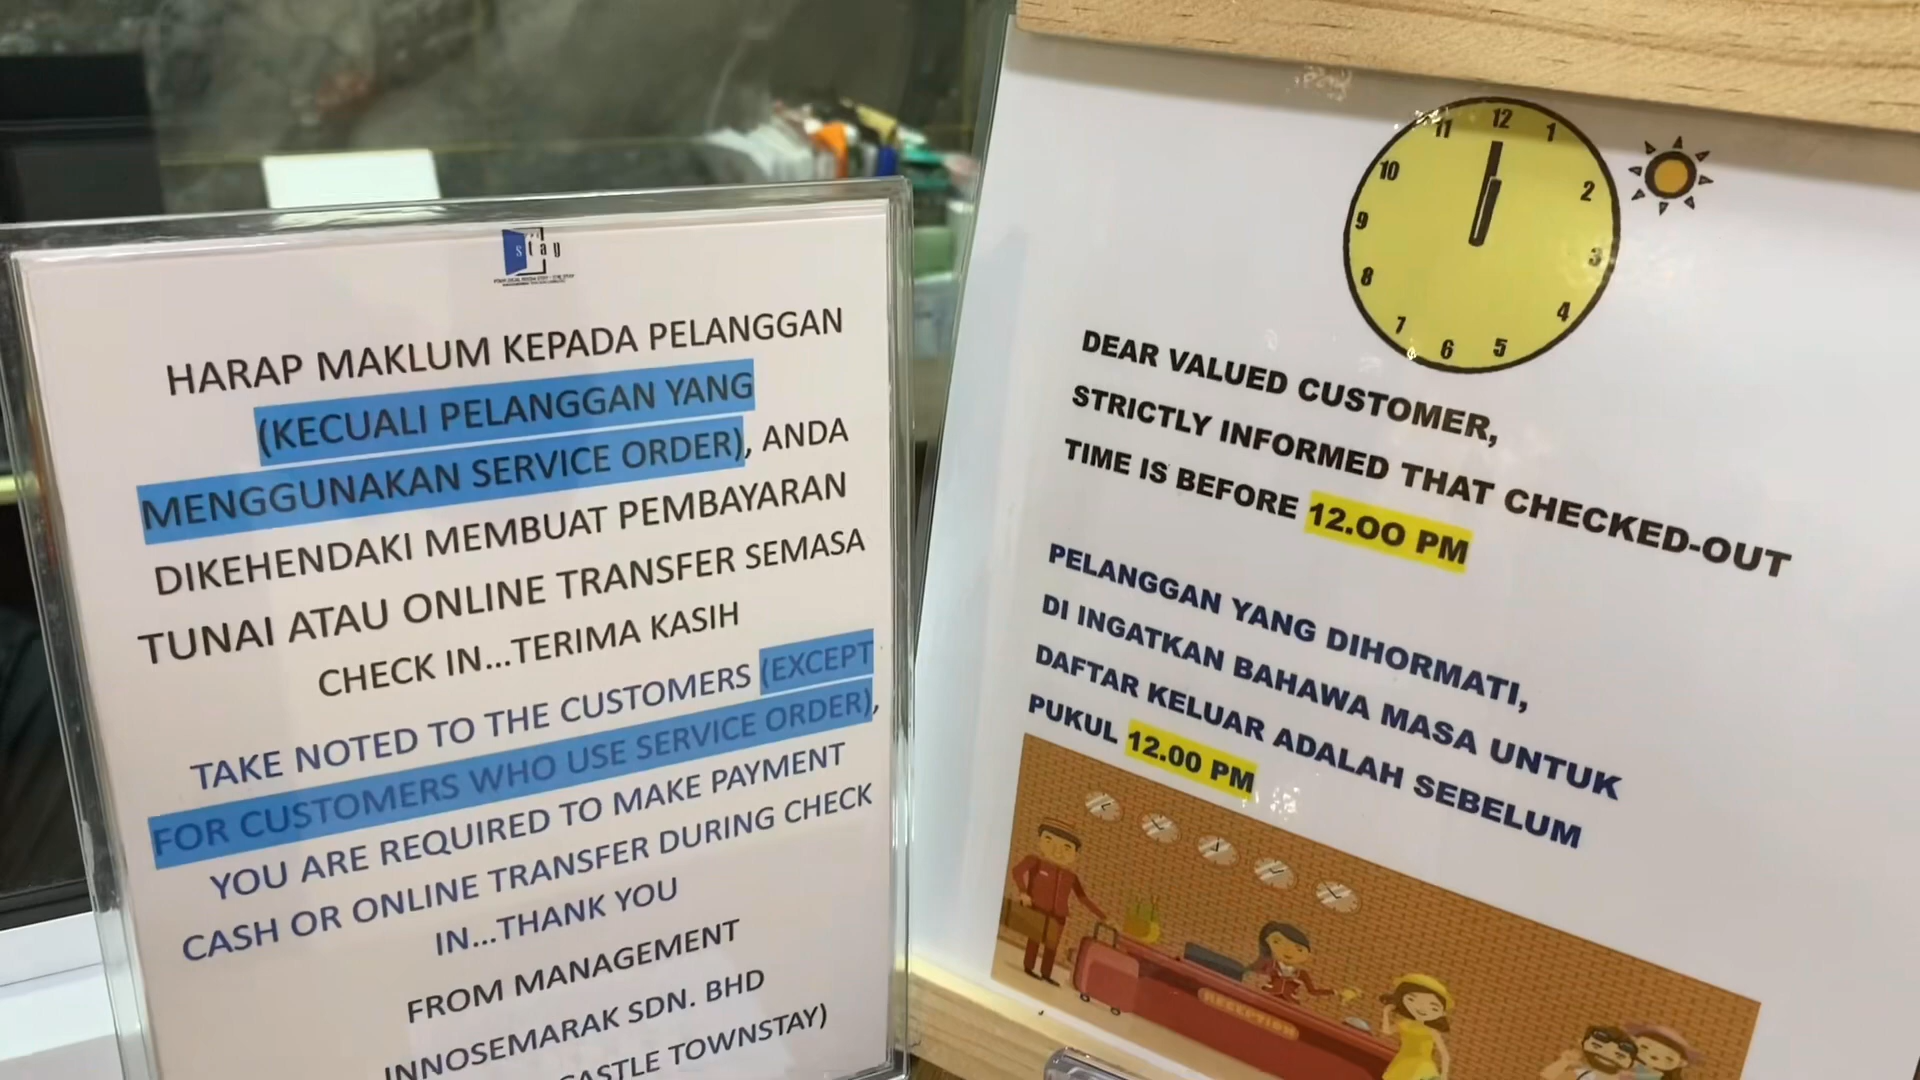 stay
HARAP MAKLUM KEPADA PELANGGAN
(KECUALI PELANGGAN YANG
MENGGUNAKAN SERVICE ORDER), ANDA
DIKEHENDAKI MEMBUAT PEMBAYARAN
TUNAI ATAU ONLINE TRANSFER SEMASA
CHECK IN...TERIMA KASIH
TAKE NOTED TO THE CUSTOMERS (EXCEPT
FOR CUSTOMERS WHO USE SERVICE ORDER),
YOU ARE REQUIRED TO MAKE PAYMENT
CASH OR ONLINE TRANSFER DURING CHECK
IN...THANK YOU
FROM MANAGEMENT
INNOSEMARAK SDN. BHD
CASTLE TOWNSTAY)
12
1
2
3
4
5
6
7
8
9
10
11
DEAR VALUED CUSTOMER,
STRICTLY INFORMED THAT CHECKED-OUT
TIME IS BEFORE 12.OO PM
PELANGGAN YANG DIHORMATI,
DI INGATKAN BAHAWA MASA UNTUK
DAFTAR KELUAR ADALAH SEBELUM
PUKUL 12.00 PM
RECEPTION